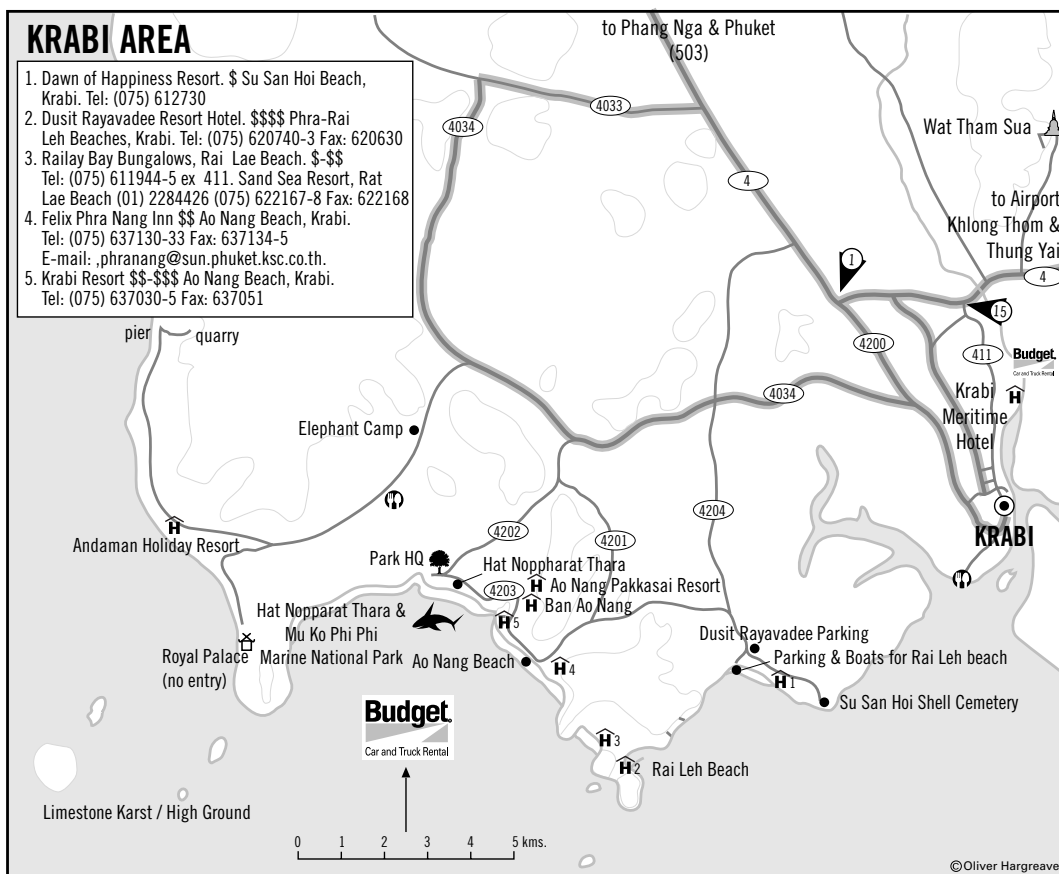 KRABI AREA
1. Dawn of Happiness Resort. $ Su San Hoi Beach,
Krabi. Tel: (075) 612730
2. Dusit Rayavadee Resort Hotel. $$$$ Phra-Rai
Leh Beaches, Krabi. Tel: (075) 620740-3 Fax: 620630
3. Railay Bay Bungalows, Rai Lae Beach. $-$$
Tel: (075) 611944-5 ex 411. Sand Sea Resort, Rat
Lae Beach (01) 2284426 (075) 622167-8 Fax: 622168
4. Felix Phra Nang Inn $$ Ao Nang Beach, Krabi.
Tel: (075) 637130-33 Fax: 637134-5
E-mail: ,phranang@sun.phuket.ksc.co.th.
5. Krabi Resort $$-$$$ Ao Nang Beach, Krabi.
Tel: (075) 637030-5 Fax: 637051
to Phang Nga & Phuket
(503)
4033
4034
4
Wat Tham Sua
to Airport
Khlong Thom &
Thung Yai
4
1
15
4200
411
Budget
Car and Truck Rental
H
Krabi
Meritime
Hotel
pier
quarry
4034
Elephant Camp
4204
4202
4201
KRABI
H
Andaman Holiday Resort
Park HQ
Hat Noppharat Thara
4203
H Ao Nang Pakkasai Resort
H Ban Ao Nang
H 5
Hat Nopparat Thara &
Mu Ko Phi Phi
Marine National Park
Royal Palace
(no entry)
Ao Nang Beach
H 4
Dusit Rayavadee Parking
Parking & Boats for Rai Leh beach
H 1
Su San Hoi Shell Cemetery
Budget
Car and Truck Rental
H 3
H 2
Rai Leh Beach
Limestone Karst / High Ground
0 1 2 3 4 5 kms.
©Oliver Hargreave